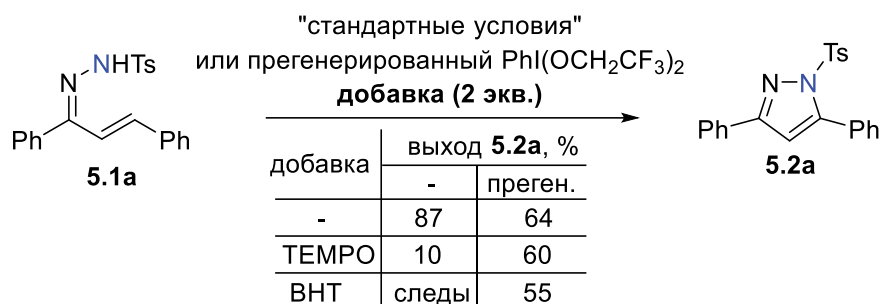 "стандартные условия"
или прегенерированный PhI(OCH2CF3)2
добавка (2 экв.)
N NHTs
Ph Ph
5.1a
Ts
N N
Ph Ph
5.2a
добавка выход 5.2a, %
- преген.
- 87 64
TEMPO 10 60
BHT следы 55